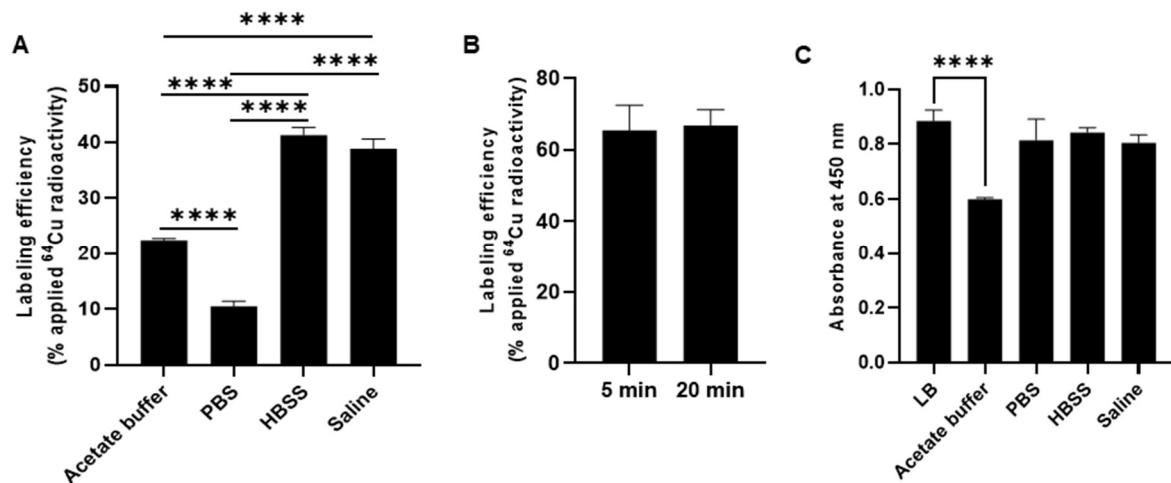 A
Labeling efficiency
(% applied ⁶⁴Cu radioactivity)
50
40
30
20
10
0
****
****
****
****
****
Acetate buffer
PBS
HBSS
Saline
B
Labeling efficiency
(% applied ⁶⁴Cu radioactivity)
80
60
40
20
0
5 min
20 min
C
Absorbance at 450 nm
1.0
0.8
0.6
0.4
0.2
0.0
****
LB
Acetate buffer
PBS
HBSS
Saline